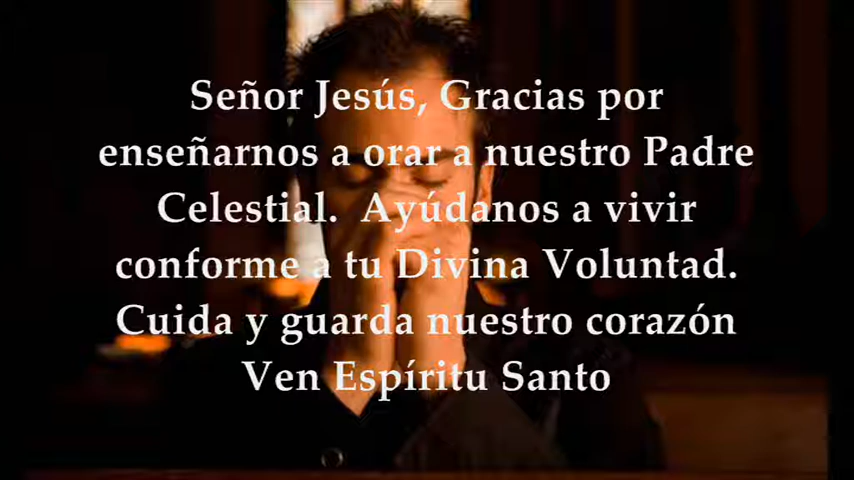 Señor Jesús, Gracias por
enseñarnos a orar a nuestro Padre
Celestial.  Ayúdanos a vivir
conforme a tu Divina Voluntad.
Cuida y guarda nuestro corazón
Ven Espíritu Santo